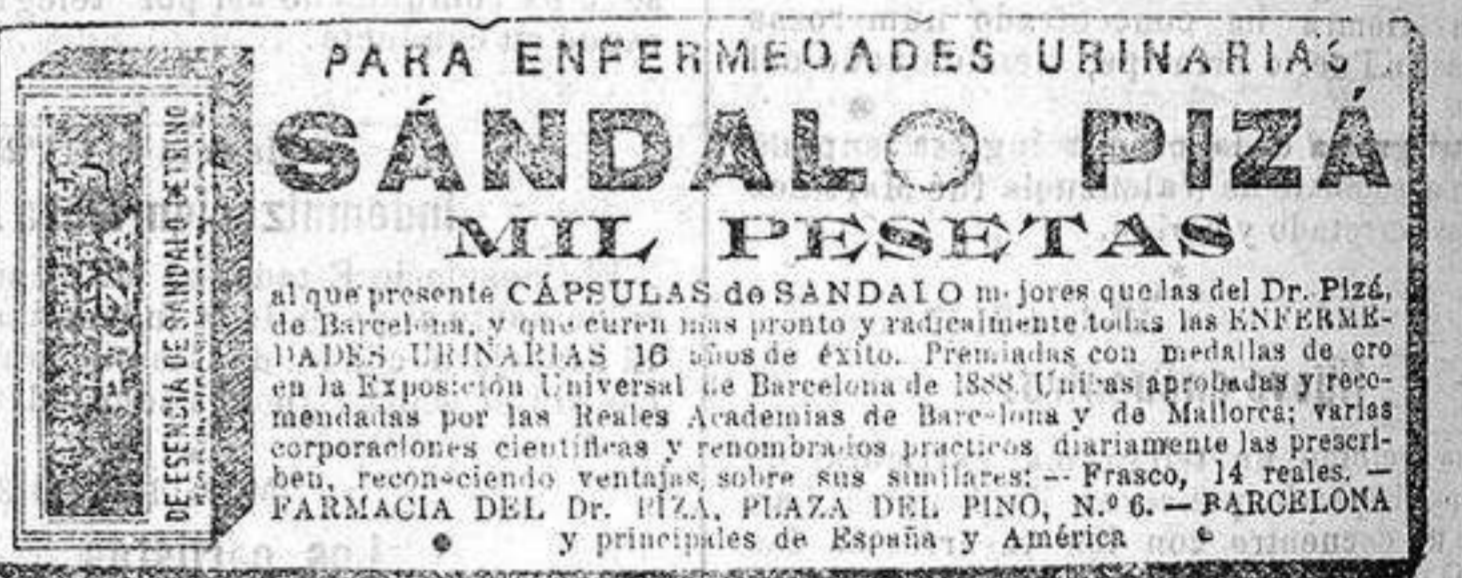 PARA ENFERMEDADES URINARIAS
SÁNDALO PIZÁ
MIL PESETAS
al que presente CÁPSULAS de SANDALO mejores que las del Dr. Pizá,
de Barcelona, y que curen mas pronto y radicalmente todas las ENFERME-
DADES URINARIAS 16 años de éxito. Premiadas con medallas de oro
en la Exposición Universal de Barcelona de 1888. Unicas aprobadas y reco-
mendadas por las Reales Academias de Barcelona y de Mallorca; varias
corporaciones científicas y renombrados practicos diariamente las prescri-
ben, reconociendo ventajas sobre sus similares. — Frasco, 14 reales. —
FARMACIA DEL Dr. PIZA, PLAZA DEL PINO, N.º 6. — BARCELONA
y principales de España y América
PIZA
DE ESENCIA DE SANDALO CETRINO